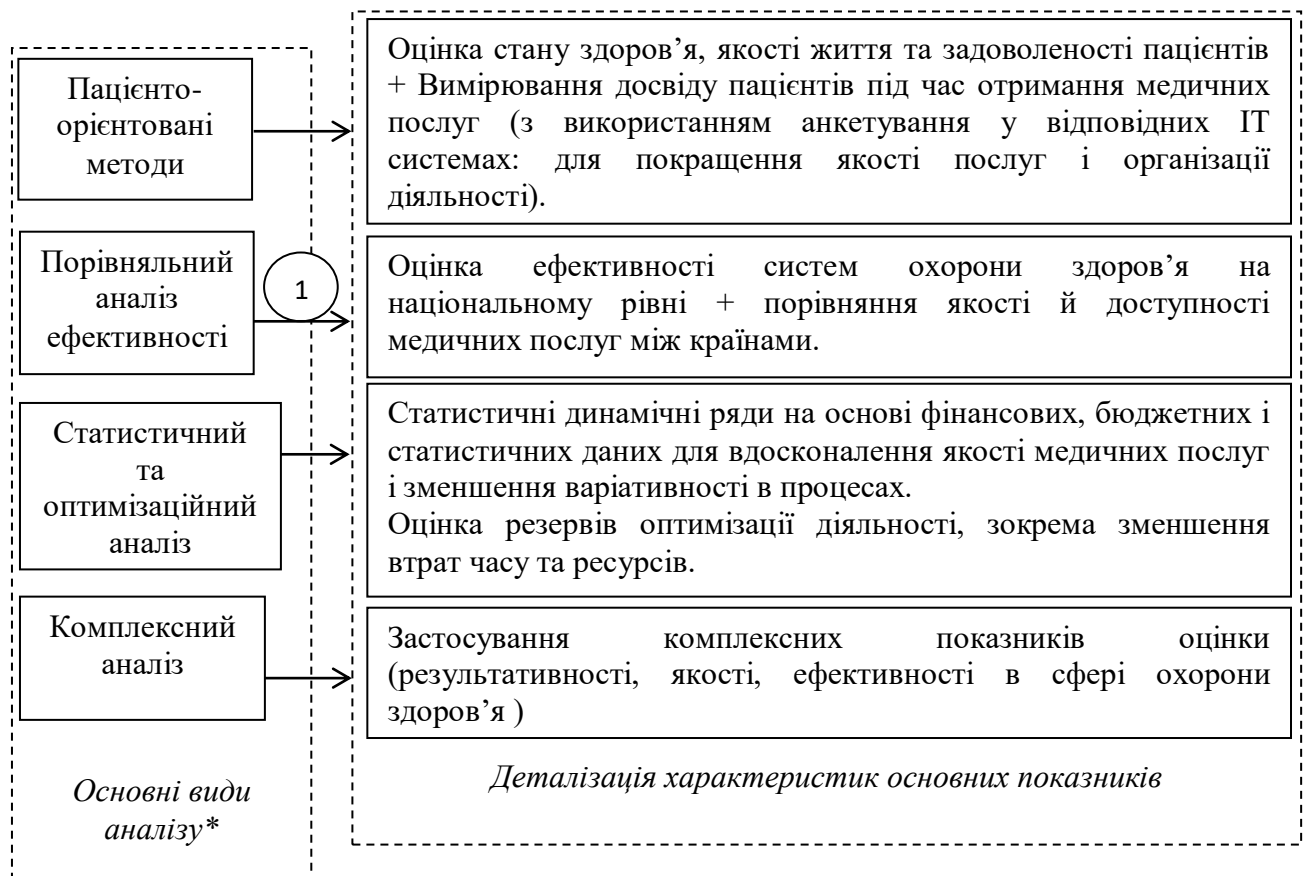 Пацієнто-
орієнтовані
методи
Оцінка стану здоров’я, якості життя та задоволеності пацієнтів
+ Вимірювання досвіду пацієнтів під час отримання медичних
послуг (з використанням анкетування у відповідних ІТ
системах: для покращення якості послуг і організації
діяльності).
Порівняльний
аналіз
ефективності
1
Оцінка ефективності систем охорони здоров’я на
національному рівні + порівняння якості й доступності
медичних послуг між країнами.
Статистичний
та
оптимізаційний
аналіз
Статистичні динамічні ряди на основі фінансових, бюджетних і
статистичних даних для вдосконалення якості медичних послуг
і зменшення варіативності в процесах.
Оцінка резервів оптимізації діяльності, зокрема зменшення
втрат часу та ресурсів.
Комплексний
аналіз
Застосування комплексних показників оцінки
(результативності, якості, ефективності в сфері охорони
здоров’я )
Основні види
аналізу*
Деталізація характеристик основних показників